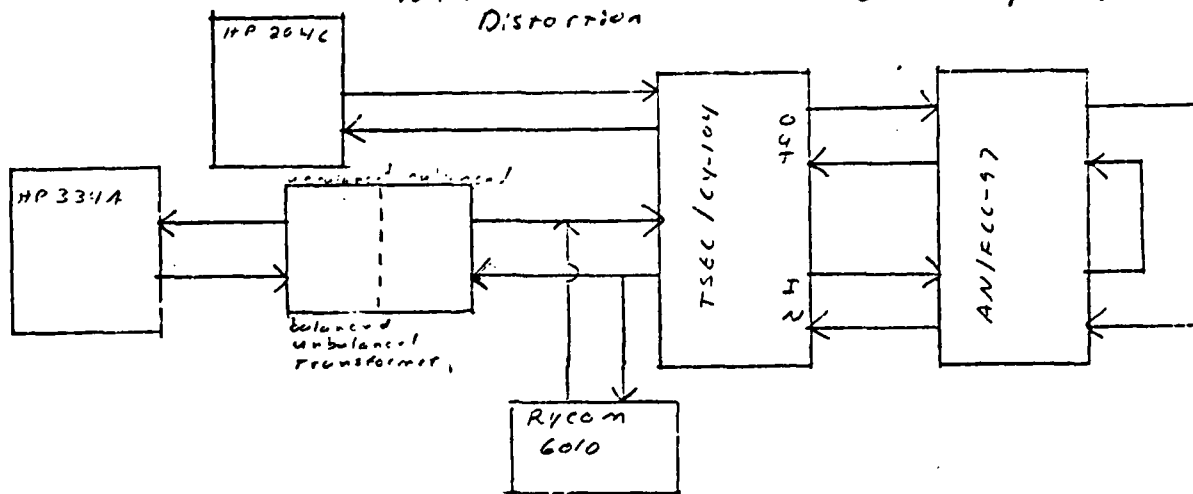 Distortion
HP 204C
HP 334A
unbalanced balanced
balanced
unbalanced
Transformer,
TSEC/CY-104
OUT
IN
AN/FCC-97
Rycom
6010